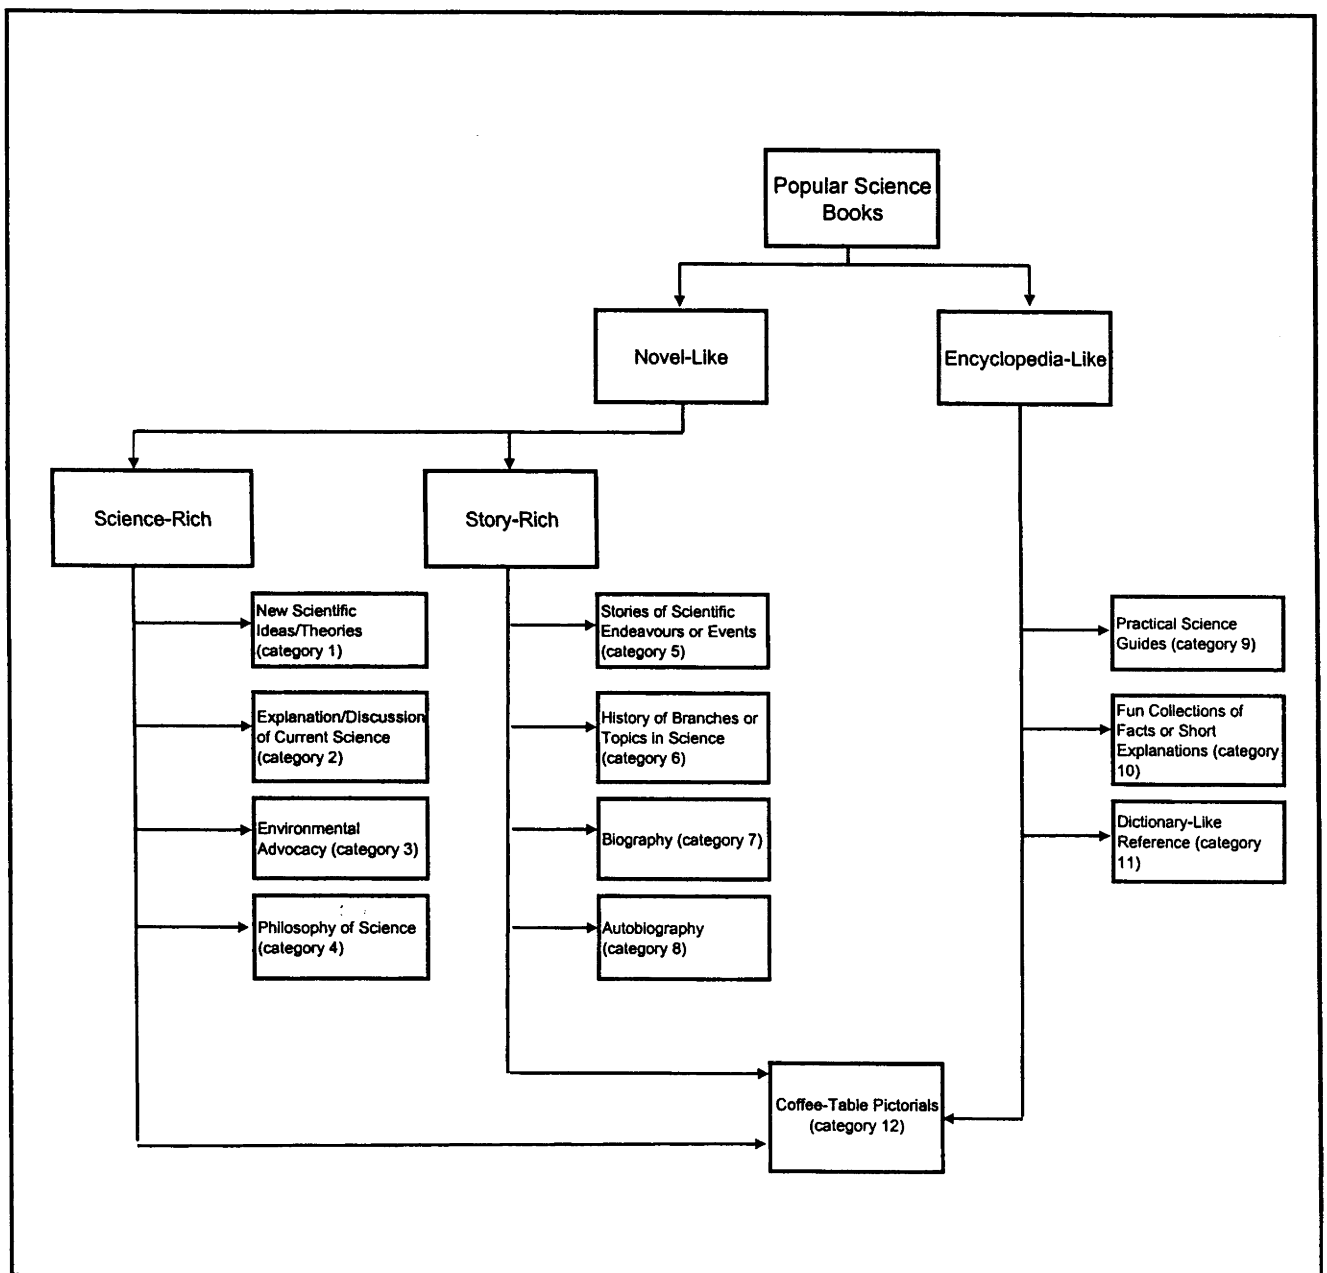 Popular Science
Books
Novel-Like
Encyclopedia-Like
Science-Rich
Story-Rich
New Scientific
Ideas/Theories
(category 1)
Explanation/Discussion
of Current Science
(category 2)
Environmental
Advocacy (category 3)
Philosophy of Science
(category 4)
Stories of Scientific
Endeavours or Events
(category 5)
History of Branches or
Topics in Science
(category 6)
Biography (category 7)
Autobiography
(category 8)
Practical Science
Guides (category 9)
Fun Collections of
Facts or Short
Explanations (category
10)
Dictionary-Like
Reference (category
11)
Coffee-Table Pictorials
(category 12)